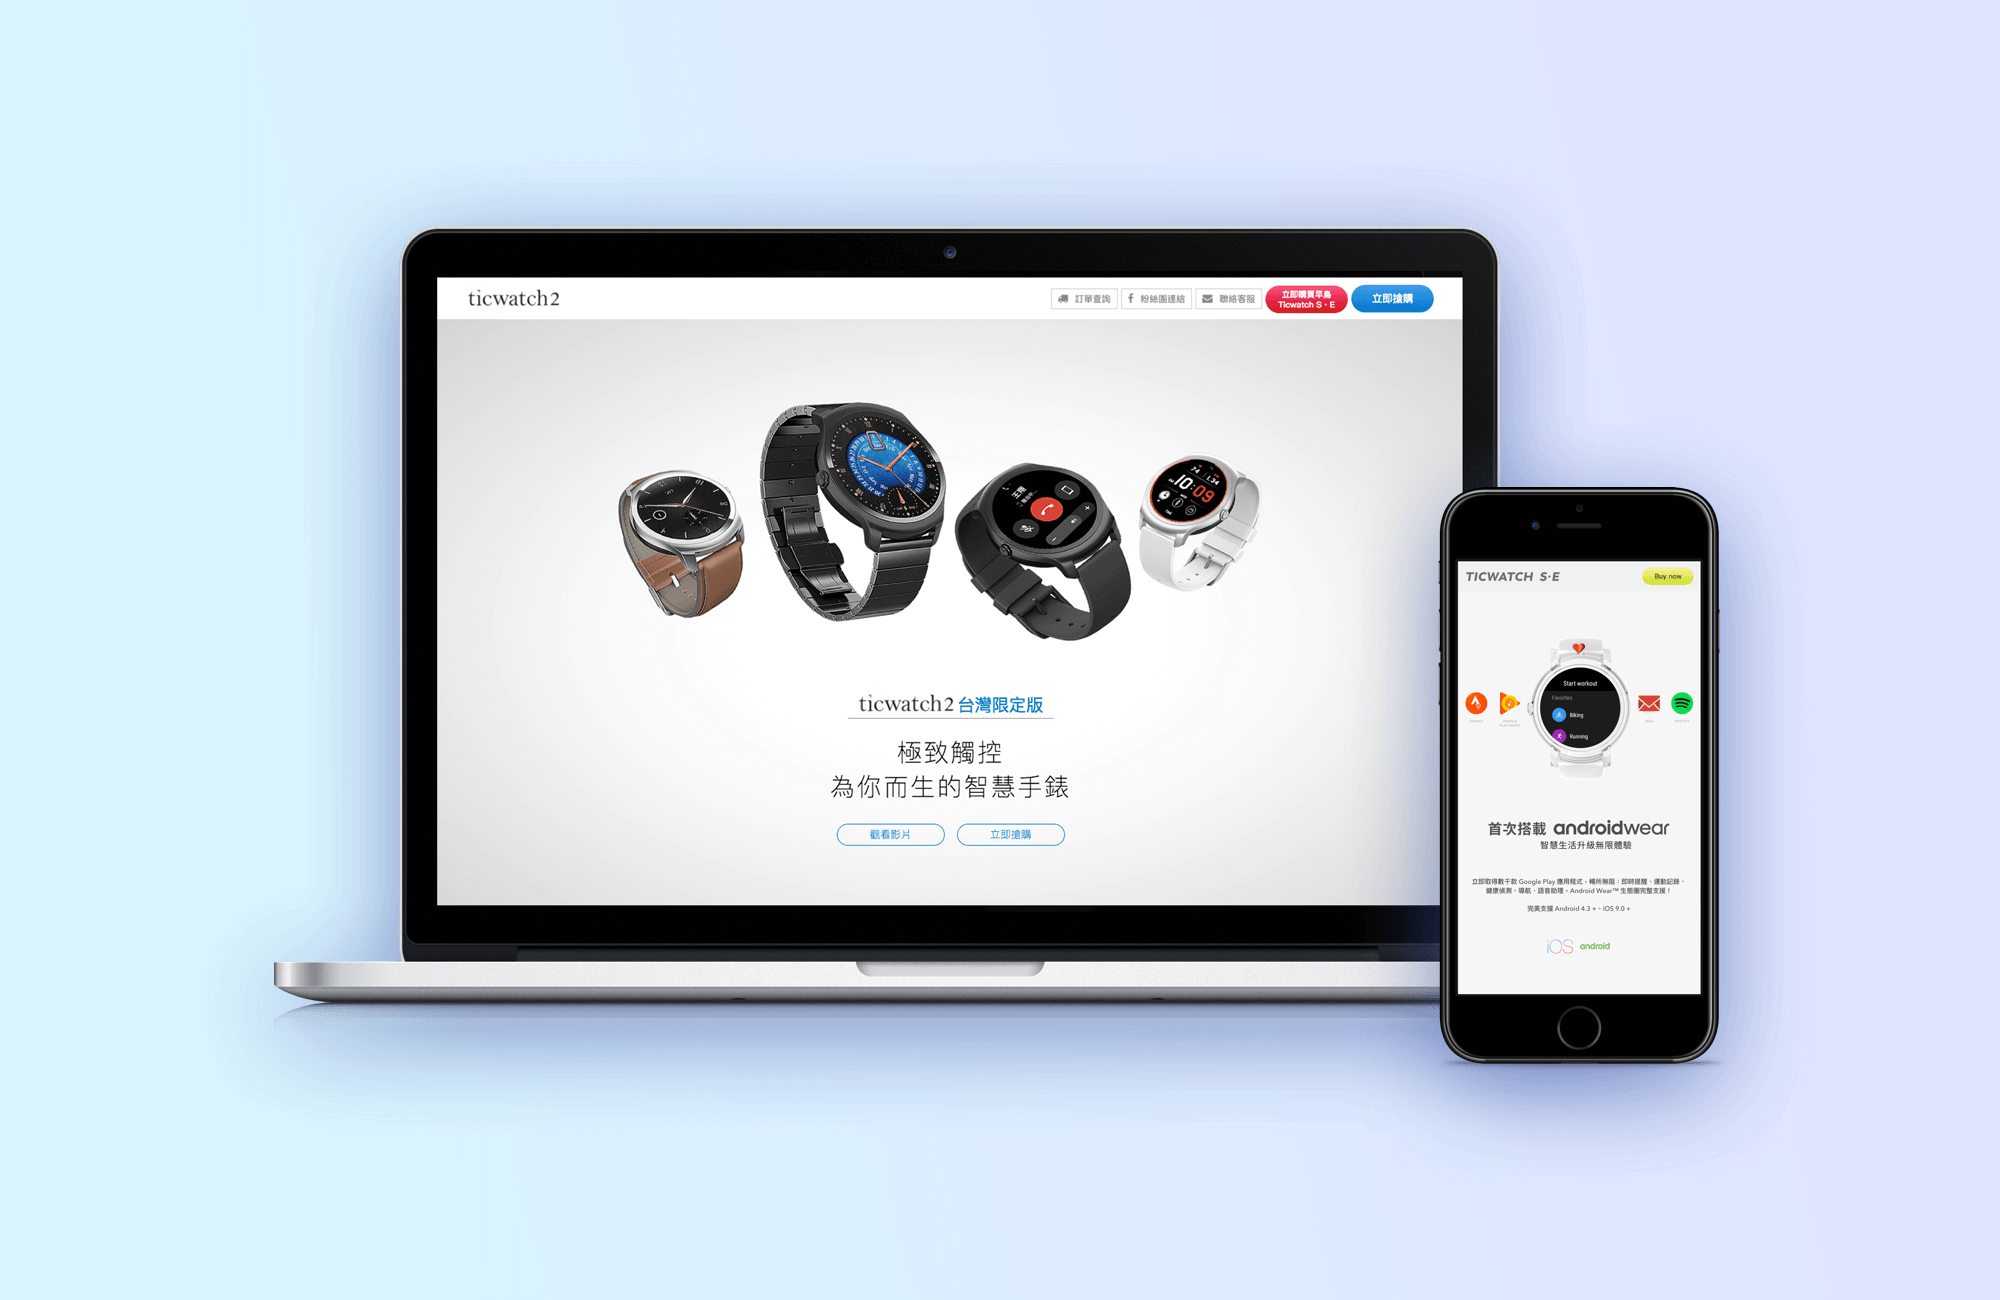 ticwatch2
訂單查詢
粉絲團連結
聯絡客服
立即購買早鳥
Ticwatch S・E
立即搶購
王理
74 1.34
10:09
ticwatch2 台灣限定版
極致觸控
為你而生的智慧手錶
觀看影片
立即搶購
TICWATCH S·E
Buy now
Start workout
Favorites
Biking
Running
首次搭載 androidwear
智慧生活升級無限體驗
立即取得數千款 Google Play 應用程式，暢所無阻：即時提醒、運動記錄、
健康偵測、導航、語音助理，Android Wear™ 生態圈完整支援！
完美支援 Android 4.3 +、iOS 9.0 +
iOS android